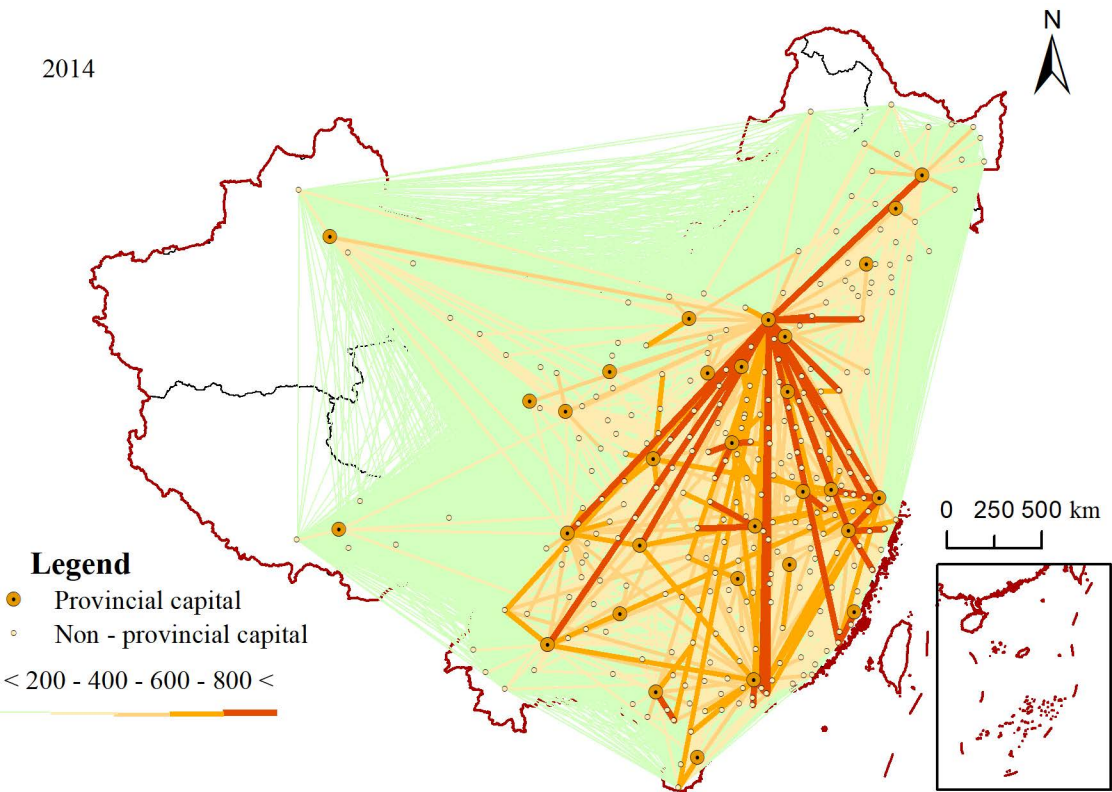 2014
N
0 250 500 km
Legend
Provincial capital
Non - provincial capital
< 200 - 400 - 600 - 800 <